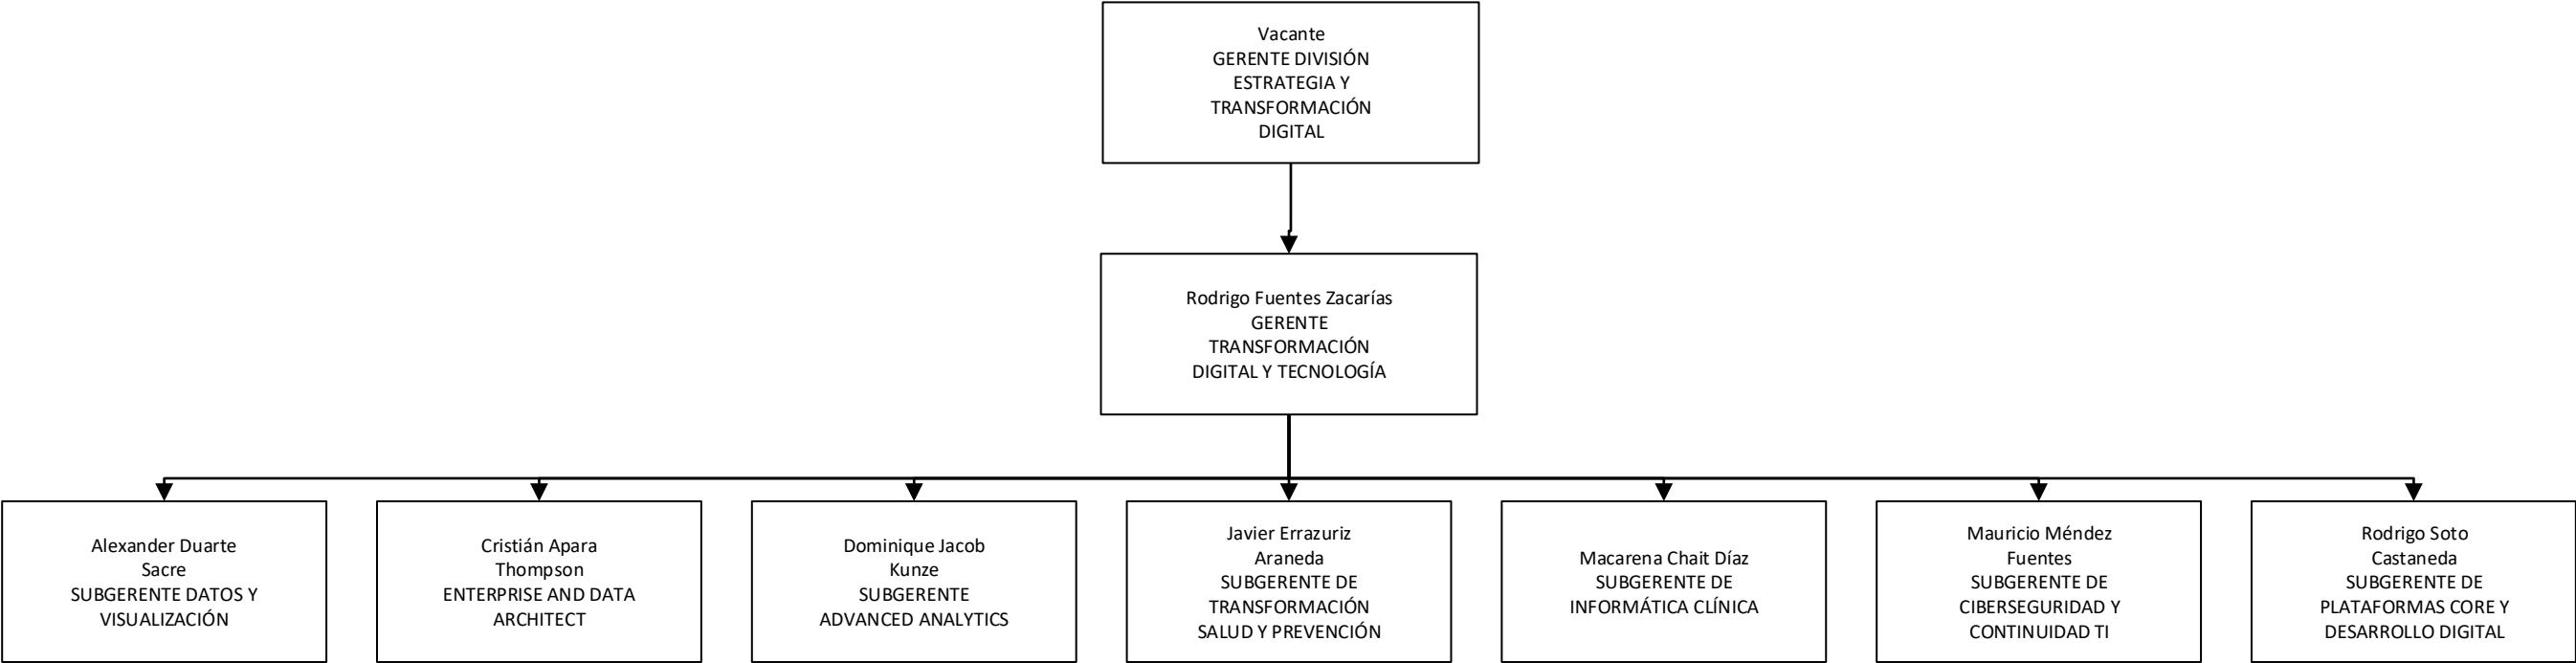 Vacante
GERENTE DIVISIÓN
ESTRATEGIA Y
TRANSFORMACIÓN
DIGITAL
Rodrigo Fuentes Zacarías
GERENTE
TRANSFORMACIÓN
DIGITAL Y TECNOLOGÍA
Alexander Duarte
Sacre
SUBGERENTE DATOS Y
VISUALIZACIÓN
Cristián Apara
Thompson
ENTERPRISE AND DATA
ARCHITECT
Dominique Jacob
Kunze
SUBGERENTE
ADVANCED ANALYTICS
Javier Errazuriz
Araneda
SUBGERENTE DE
TRANSFORMACIÓN
SALUD Y PREVENCIÓN
Macarena Chait Díaz
SUBGERENTE DE
INFORMÁTICA CLÍNICA
Mauricio Méndez
Fuentes
SUBGERENTE DE
CIBERSEGURIDAD Y
CONTINUIDAD TI
Rodrigo Soto
Castaneda
SUBGERENTE DE
PLATAFORMAS CORE Y
DESARROLLO DIGITAL